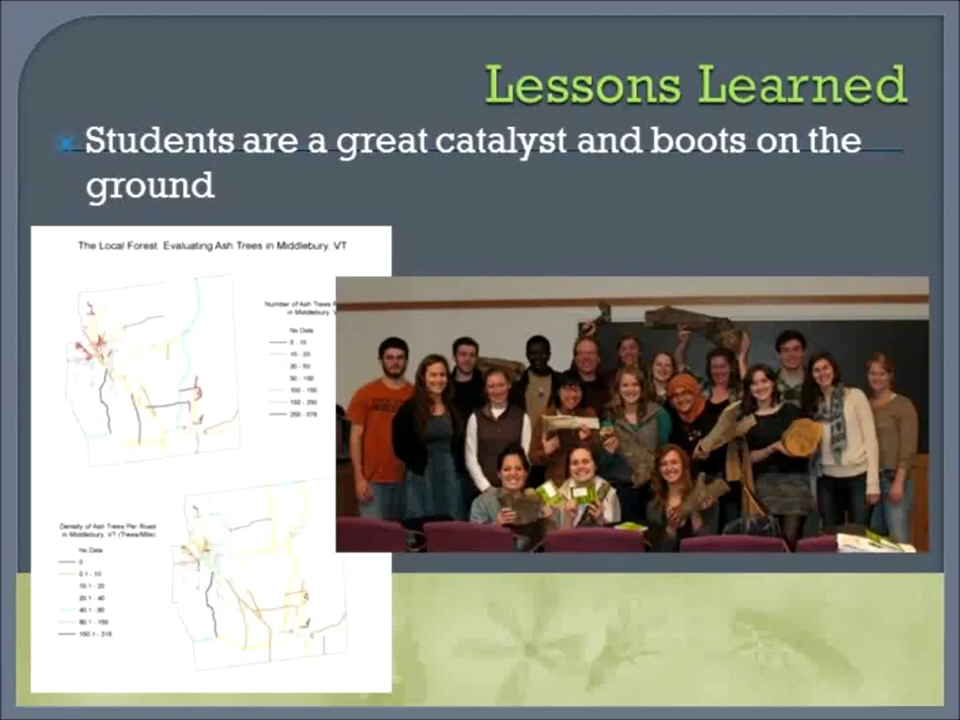 Lessons Learned
Students are a great catalyst and boots on the
ground
The Local Forest Evaluating Ash Trees in Middlebury, VT
Number of Ash Trees
in Middlebury,
No Data
0 - 10
10 - 20
20 - 50
50 - 100
100 - 150
150 - 250
250 - 578
Density of Ash Trees Per Road
in Middlebury, VT (Trees/Mile)
No Data
0
0.1 - 10
10.1 - 20
20.1 - 40
40.1 - 80
80.1 - 150
150.1 - 318